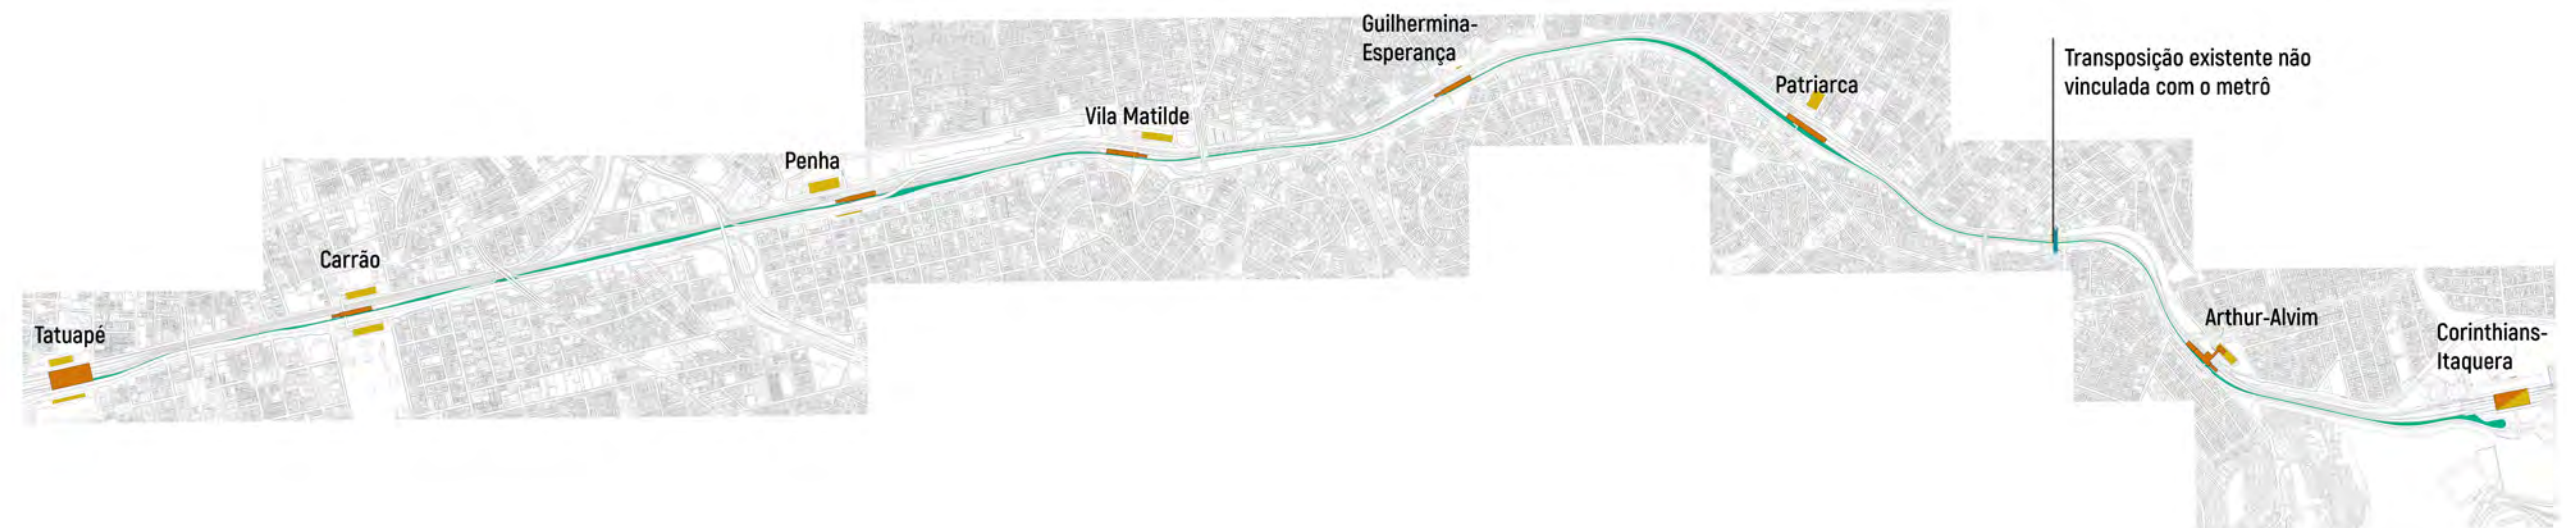 Tatuapé
Carrão
Penha
Vila Matilde
Guilhermina-
Esperança
Patriarca
Transposição existente não
vinculada com o metrô
Arthur-Alvim
Corinthians-
Itaquera